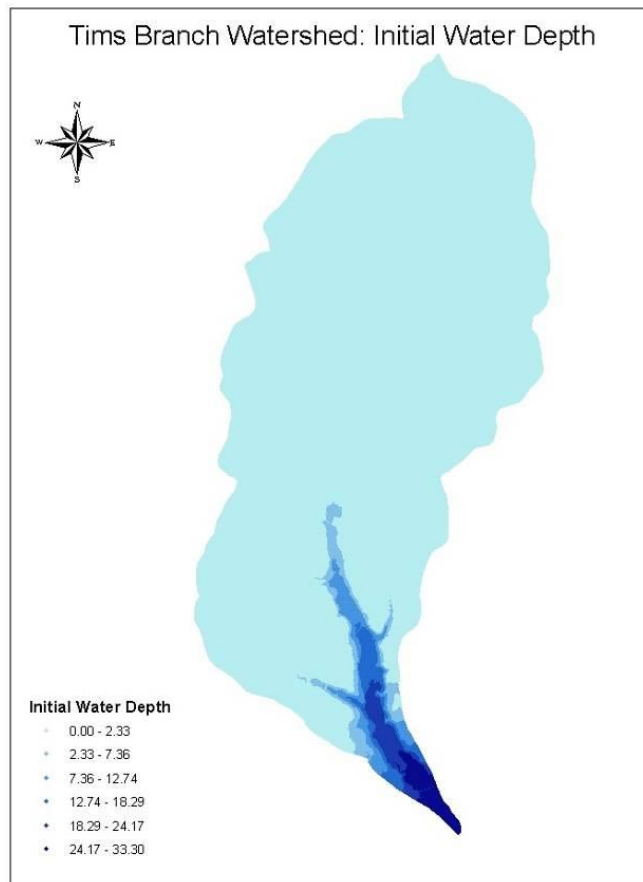 Tims Branch Watershed: Initial Water Depth
N
W
E
S
Initial Water Depth
0.00 - 2.33
2.33 - 7.36
7.36 - 12.74
12.74 - 18.29
18.29 - 24.17
24.17 - 33.30